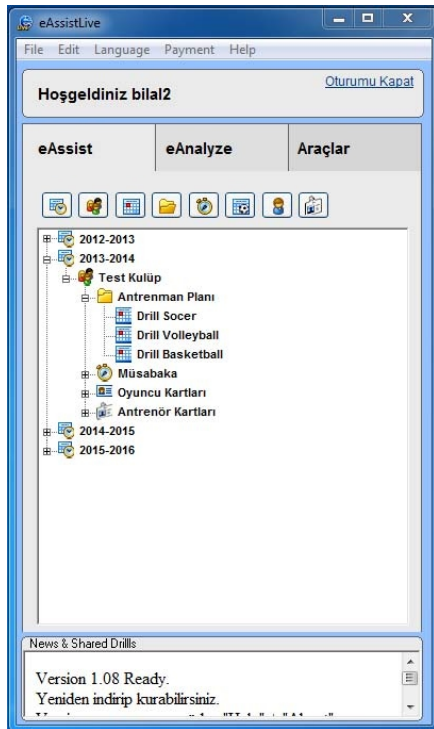 eAssistLive
File Edit Language Payment Help
Oturumu Kapat
Hoşgeldiniz bilal2
eAssist eAnalyze Araçlar
2012-2013
2013-2014
Test Kulüp
Antrenman Planı
Drill Socer
Drill Volleyball
Drill Basketball
Müsabaka
Oyuncu Kartları
Antrenör Kartları
2014-2015
2015-2016
News & Shared Drills
Version 1.08 Ready.
Yeniden indirip kurabilirsiniz.